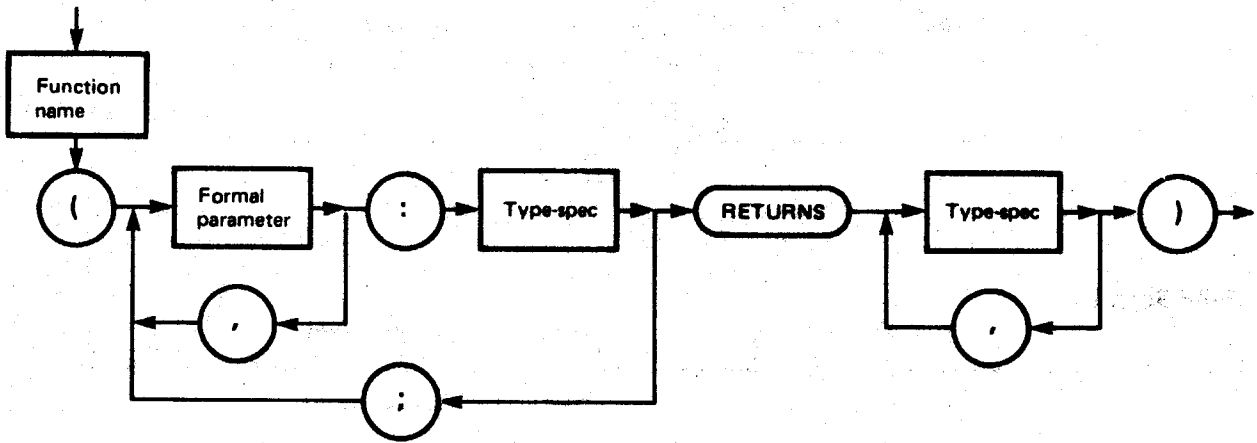 Function
name
(
Formal
parameter
:
Type-spec
RETURNS
Type-spec
)
,
,
;